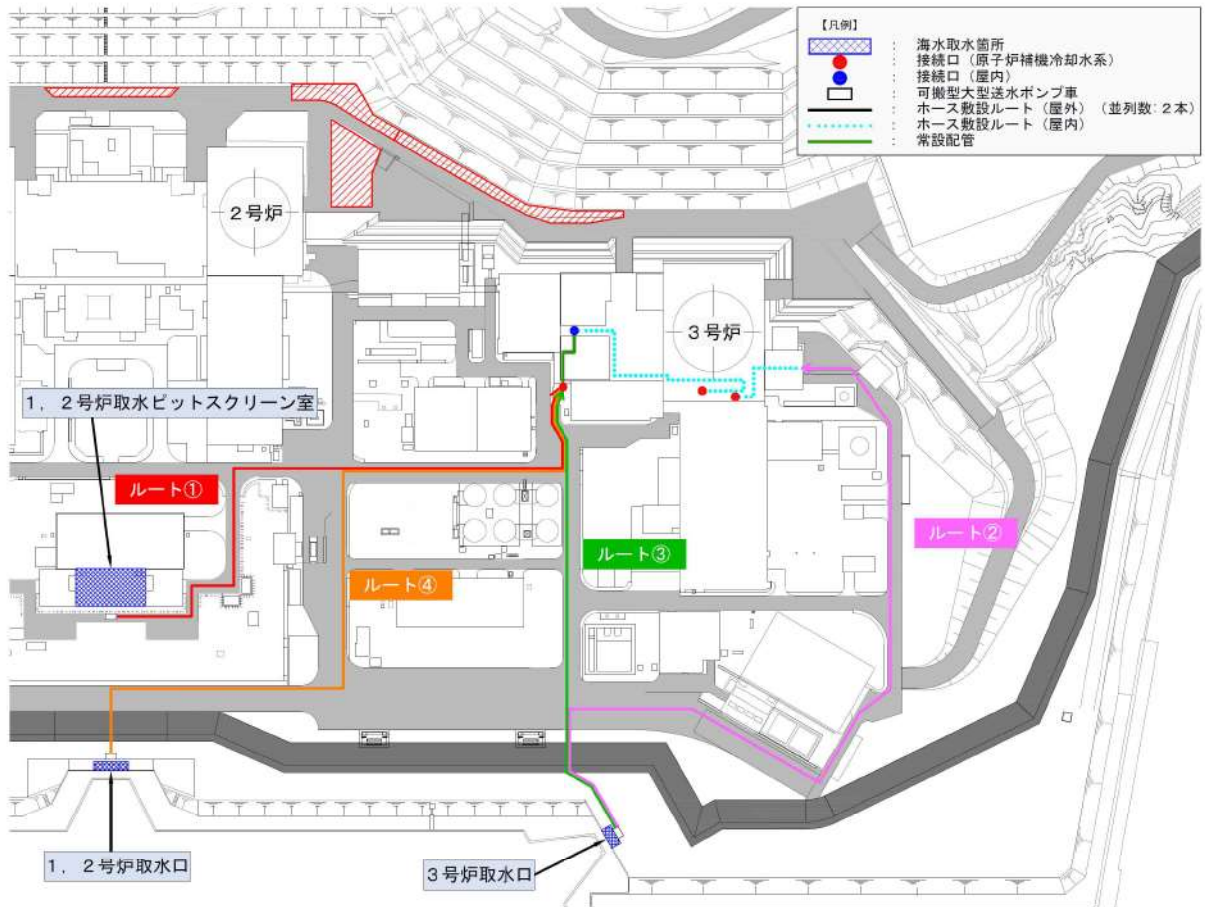 【凡例】
： 海水取水箇所
： 接続口（原子炉補機冷却水系）
： 接続口（屋内）
： 可搬型大型送水ポンプ車
： ホース敷設ルート（屋外）（並列数：２本）
： ホース敷設ルート（屋内）
： 常設配管
２号炉
３号炉
１，２号炉取水ピットスクリーン室
ルート①
ルート②
ルート③
ルート④
１，２号炉取水口
３号炉取水口